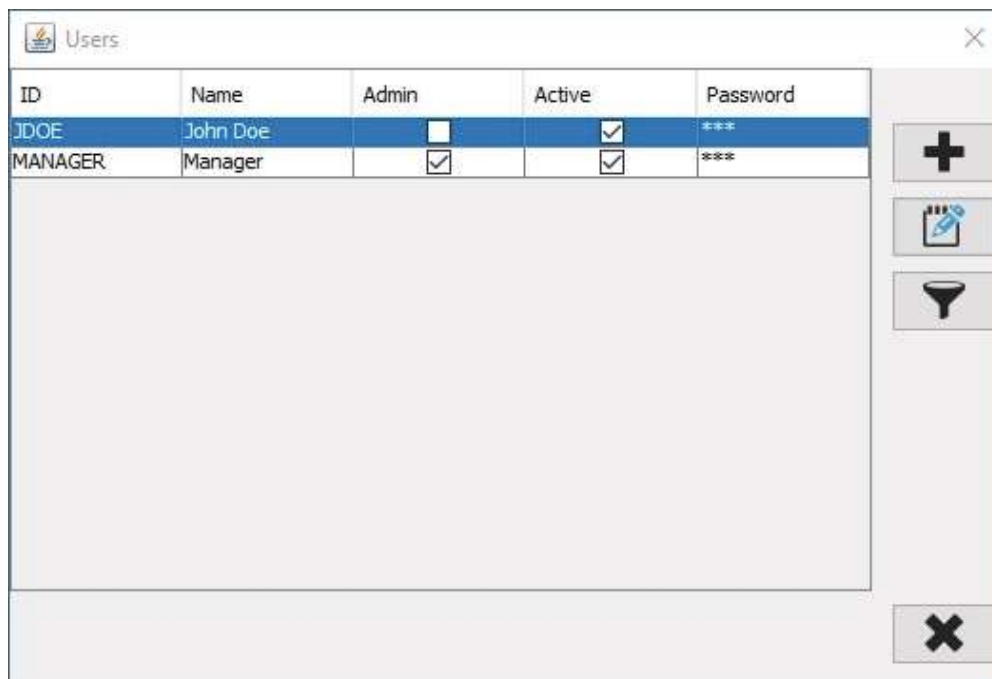 Users
ID Name Admin Active Password
JDOE John Doe ***
MANAGER Manager ***